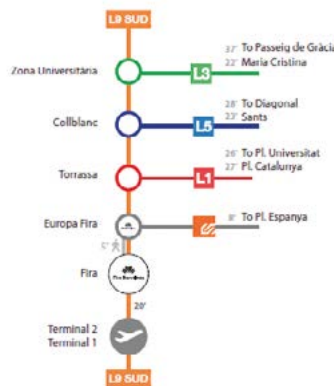 L9 SUD
37' To Passeig de Gràcia
Zona Universitària L3 22' Maria Cristina
28' To Diagonal
Collblanc L5 23' Sants
26' To Pl. Universitat
Torrassa L1 27' Pl. Catalunya
Europa Fira 8' To Pl. Espanya
5'
Fira
20'
Terminal 2
Terminal 1
L9 SUD